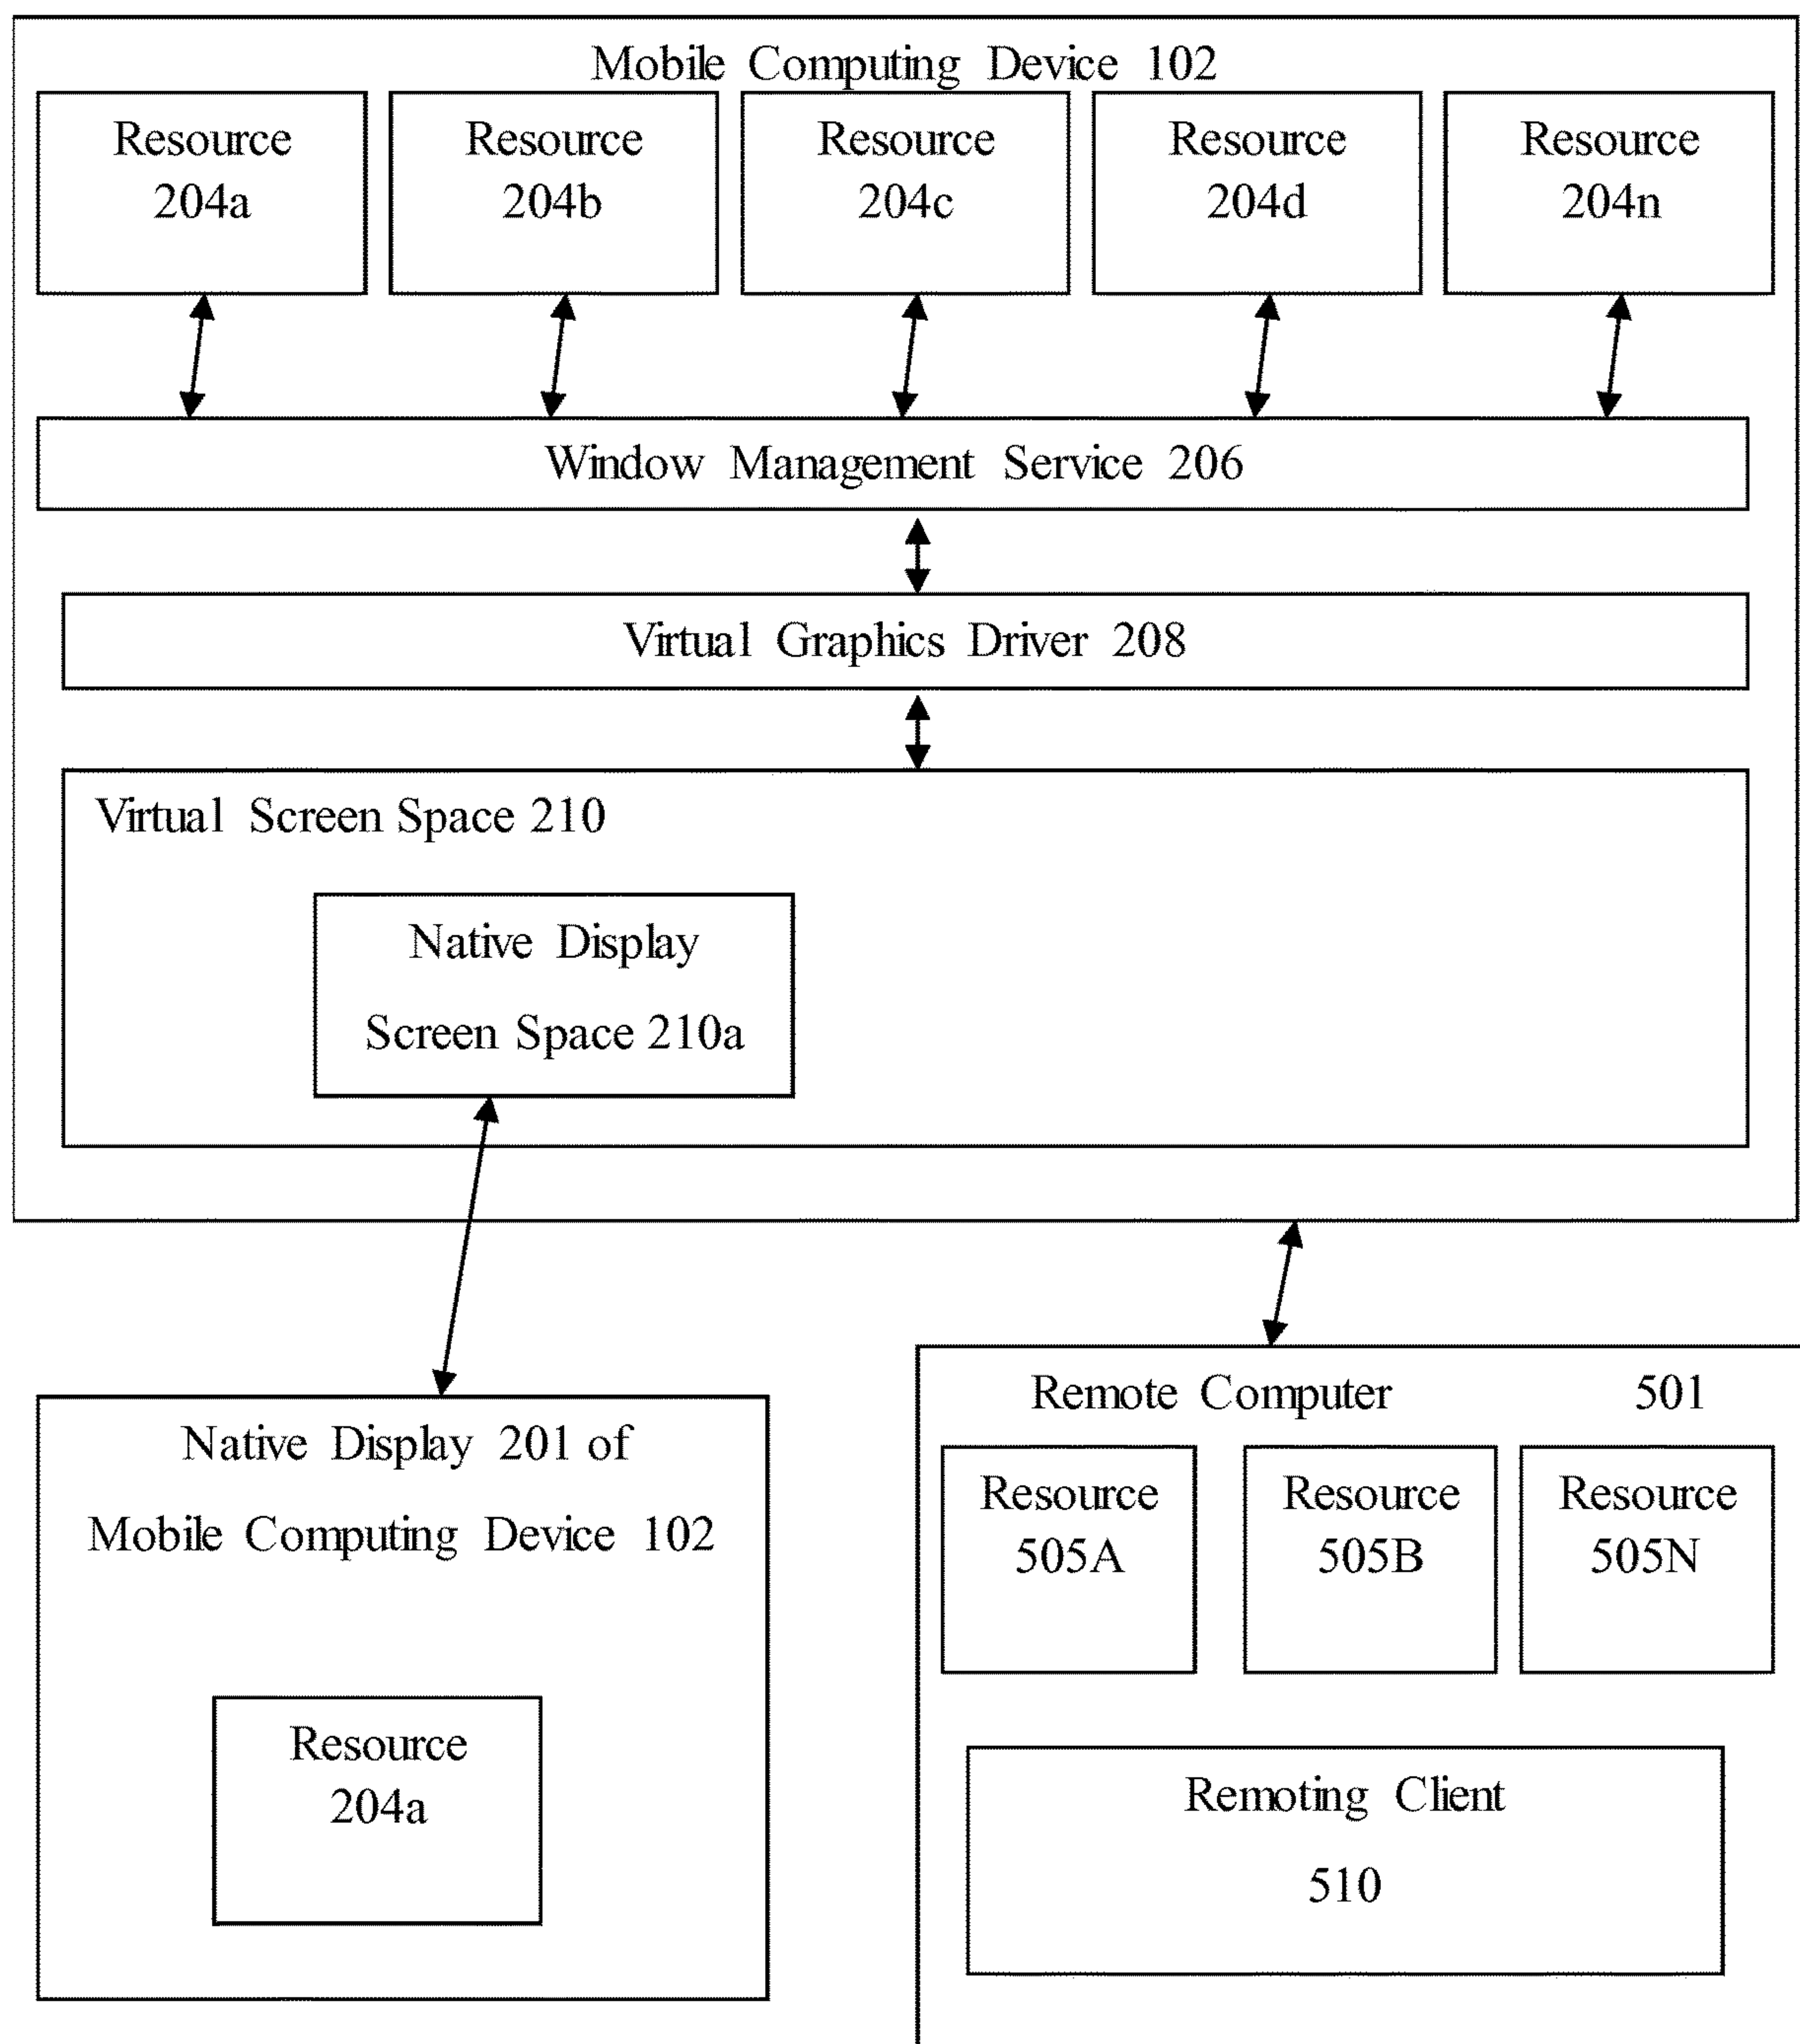 Mobile Computing Device 102
Resource
204a
Resource
204b
Resource
204c
Resource
204d
Resource
204n
Window Management Service 206
Virtual Graphics Driver 208
Virtual Screen Space 210
Native Display
Screen Space 210a
Native Display 201 of
Mobile Computing Device 102
Resource
204a
Remote Computer 501
Resource
505A
Resource
505B
Resource
505N
Remoting Client
510